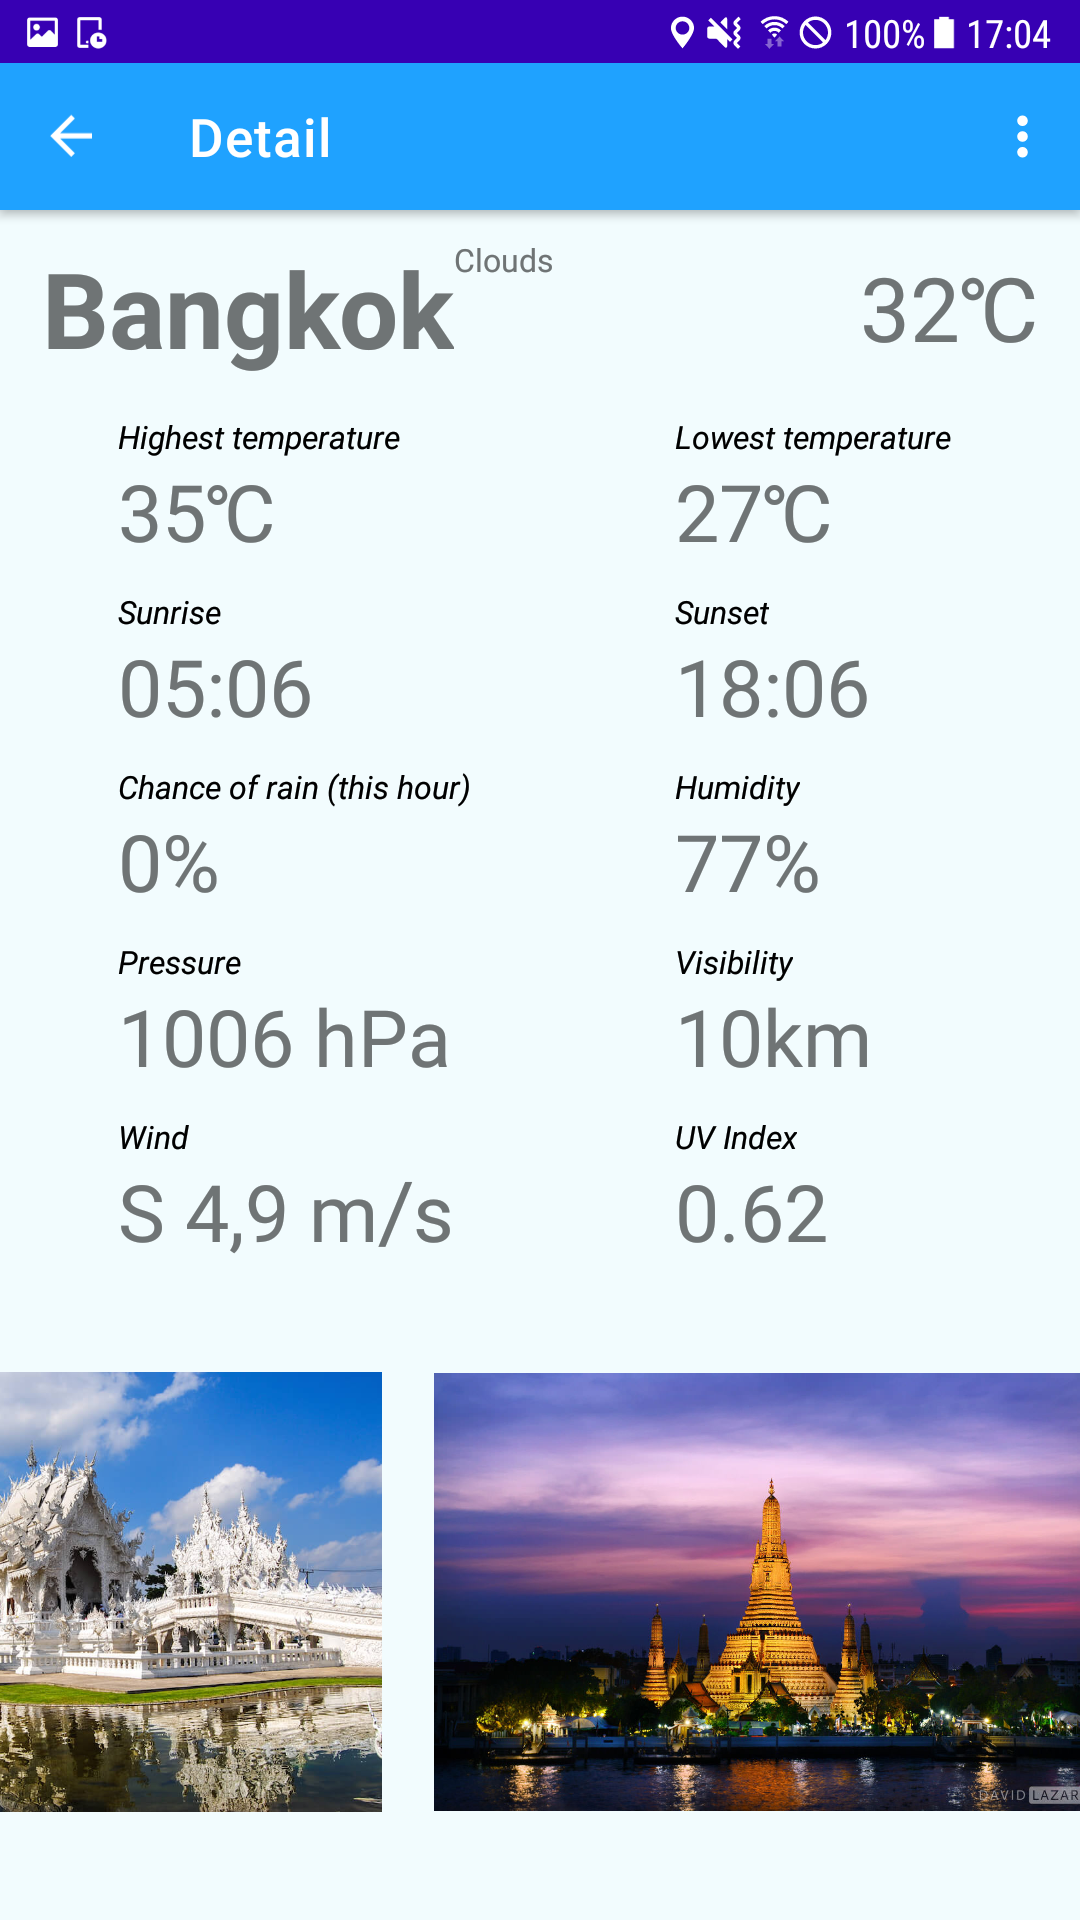 100% 17:04
Detail
Clouds
Bangkok 32℃
Highest temperature Lowest temperature
35℃ 27℃
Sunrise Sunset
05:06 18:06
Chance of rain (this hour) Humidity
0% 77%
Pressure Visibility
1006 hPa 10km
Wind UV Index
S 4,9 m/s 0.62
DAVID LAZAR